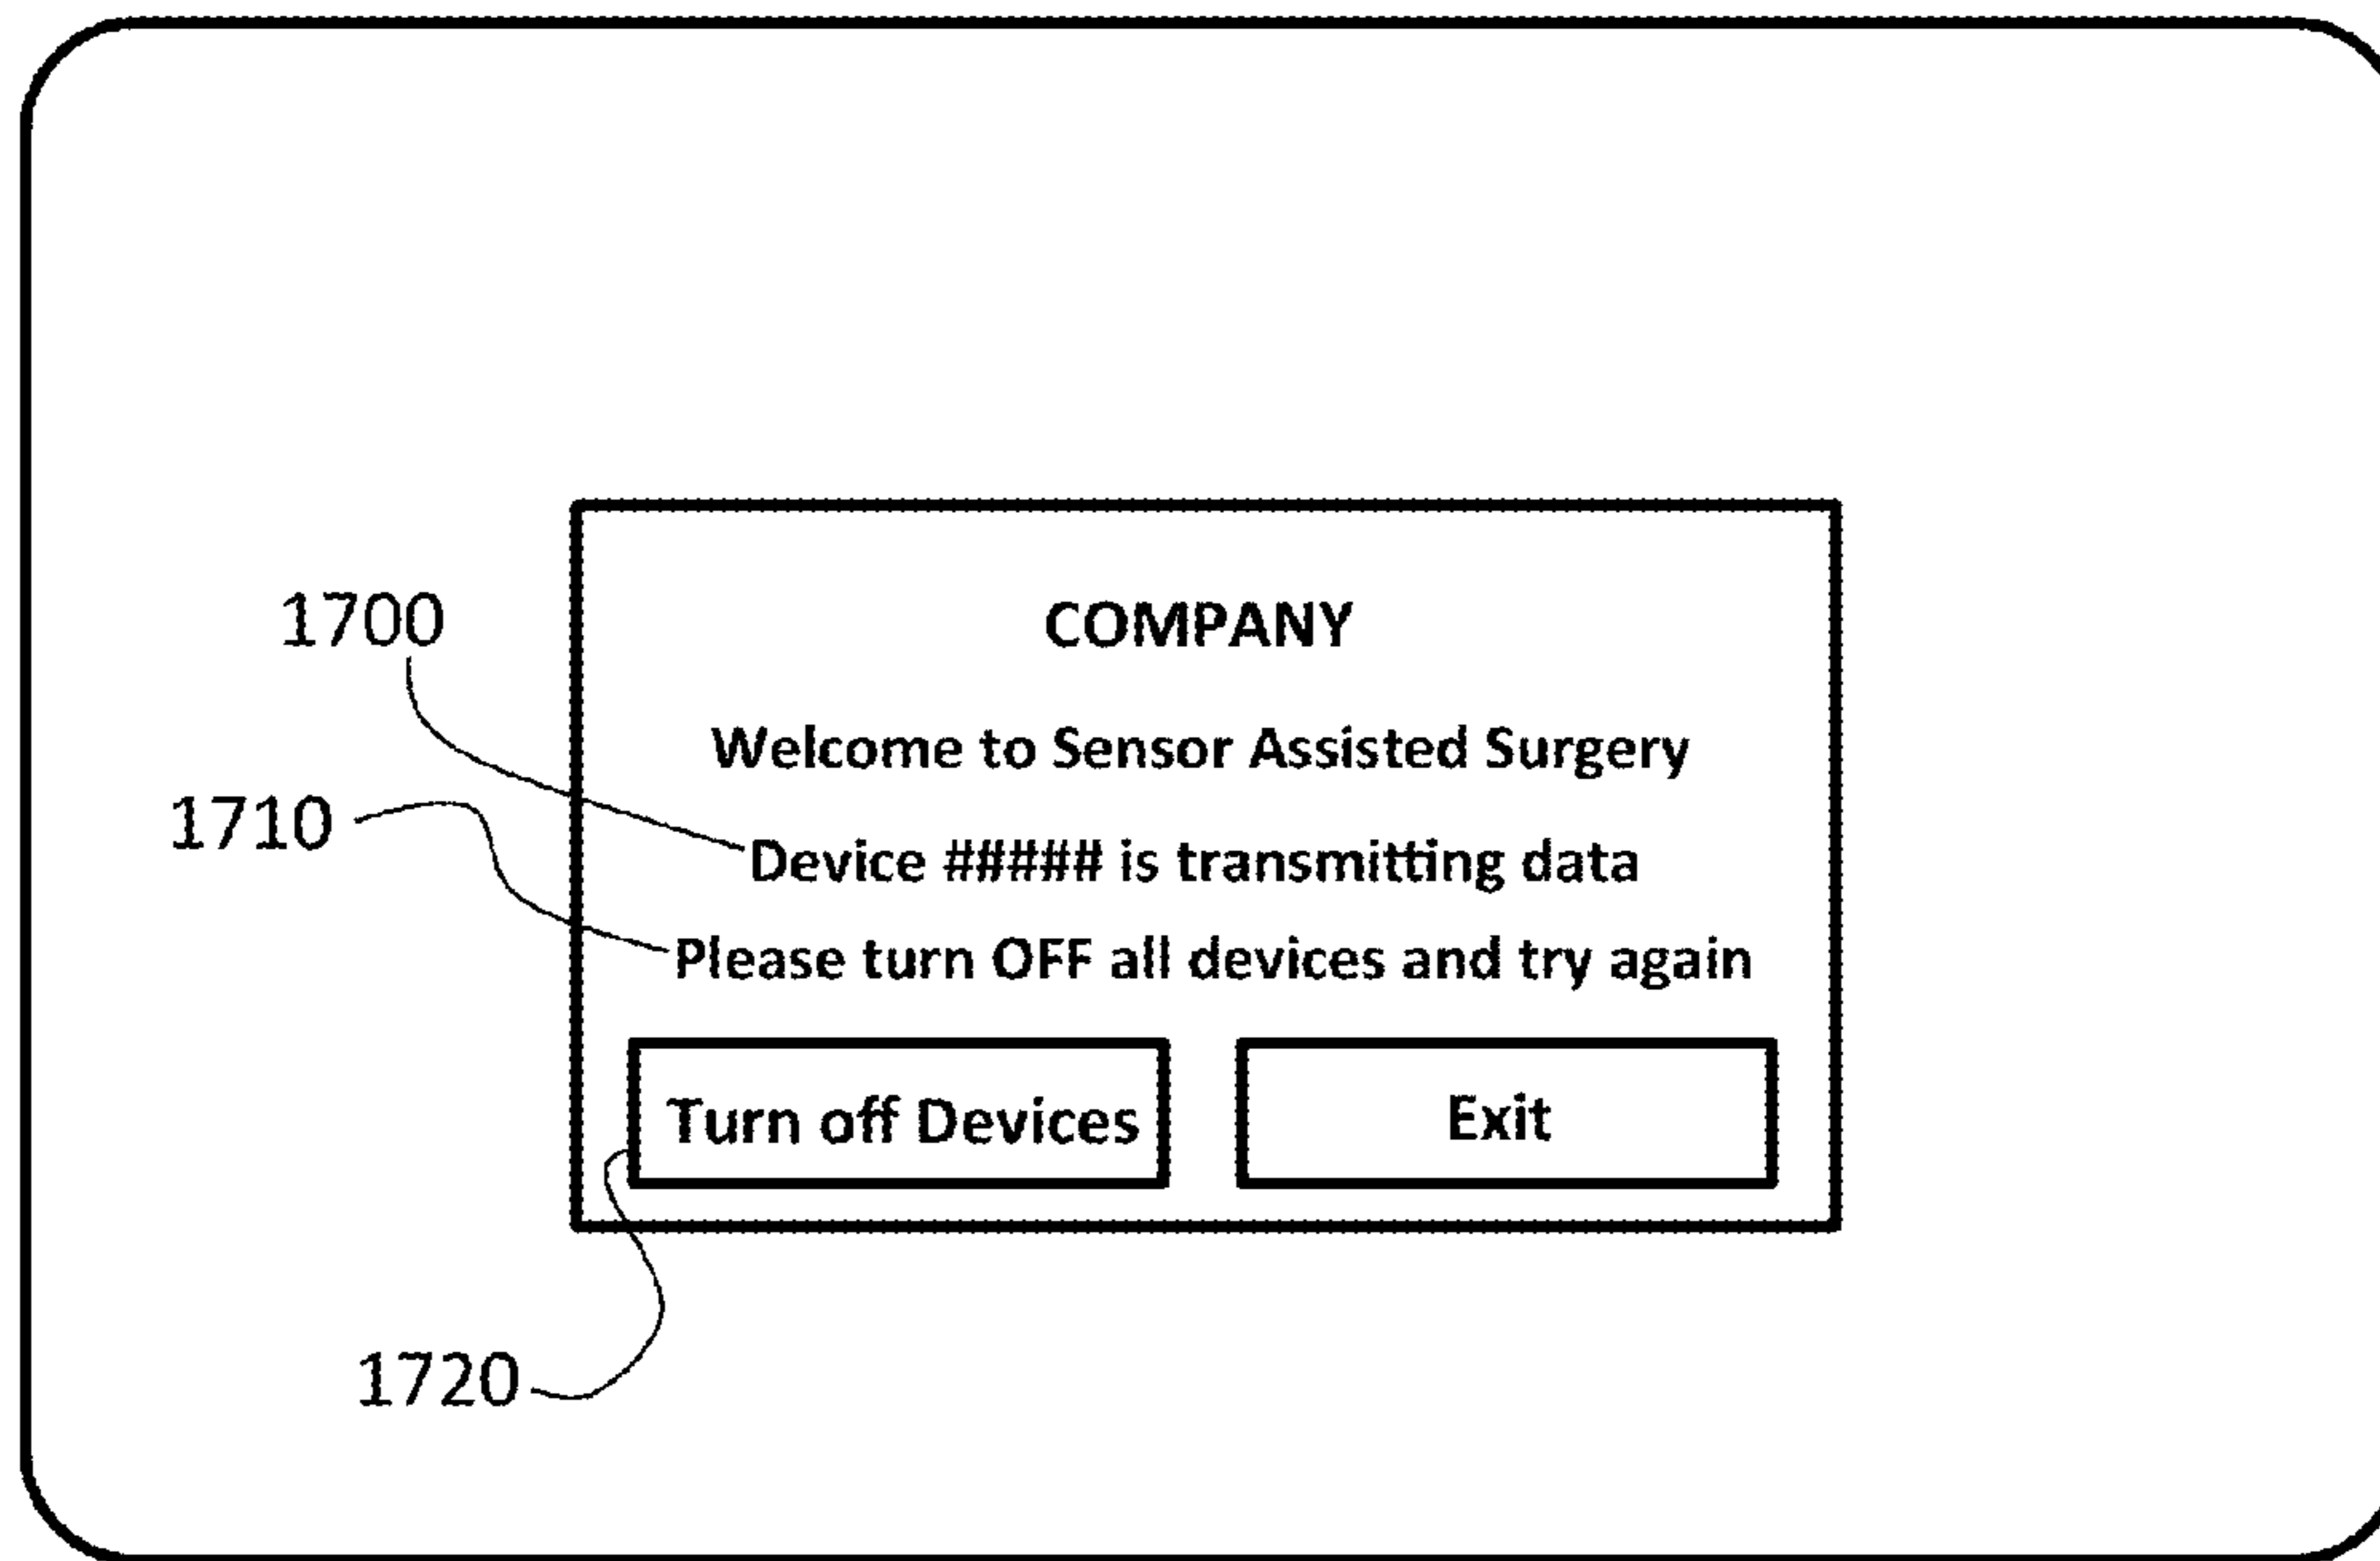 COMPANY
1700
Welcome to Sensor Assisted Surgery
1710
Device ##### is transmitting data
Please turn OFF all devices and try again
Turn off Devices
Exit
1720